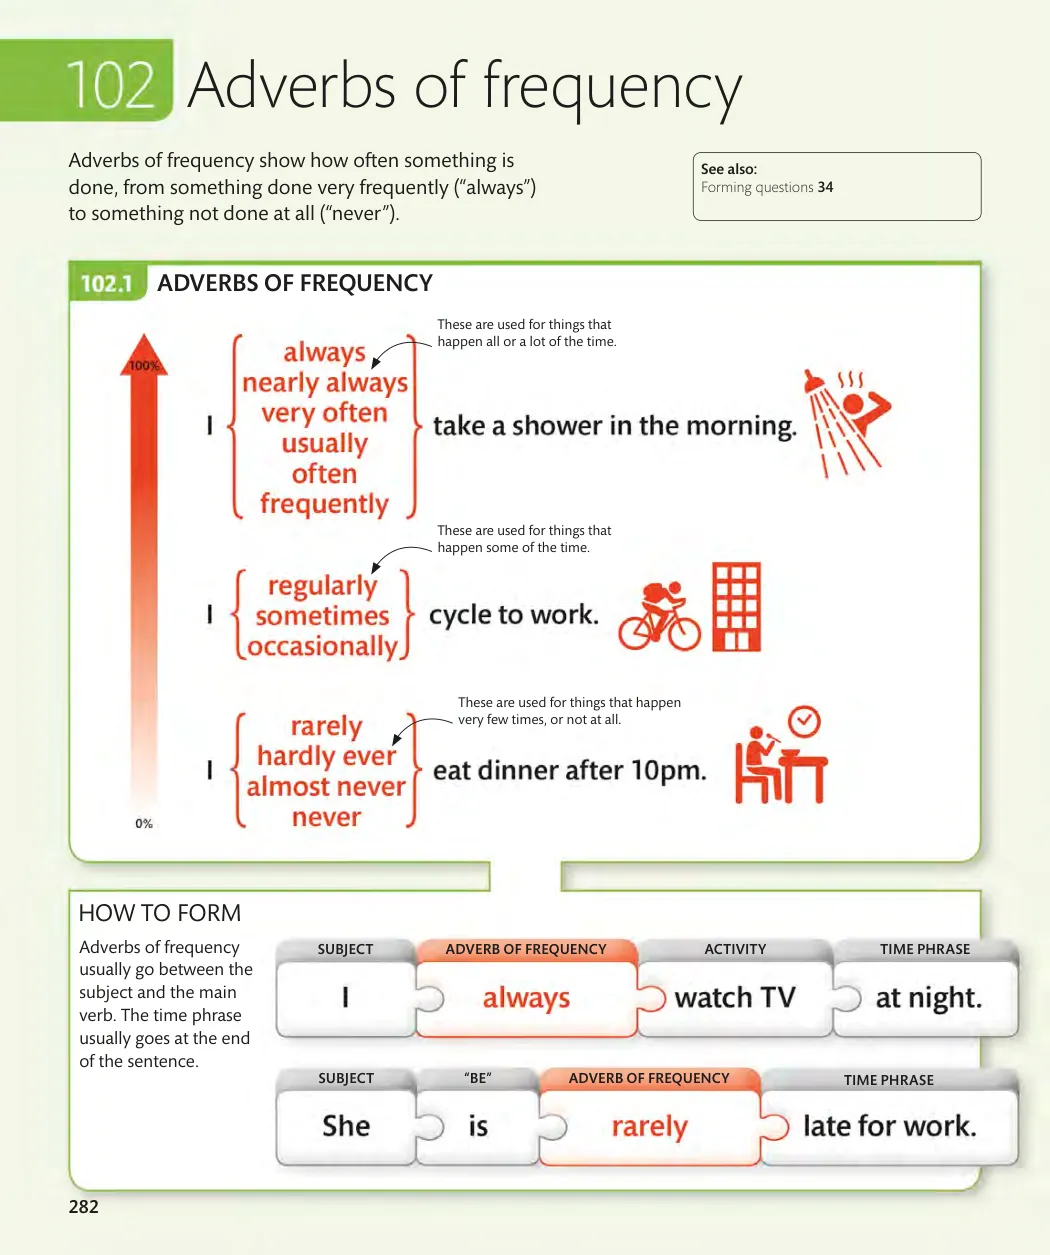 102 Adverbs of frequency
Adverbs of frequency show how often something is
done, from something done very frequently (“always”)
to something not done at all (“never”).
See also:
Forming questions 34
102.1 ADVERBS OF FREQUENCY
These are used for things that
happen all or a lot of the time.
100%
always
nearly always
very often
I
take a shower in the morning.
usually
often
frequently
These are used for things that
happen some of the time.
regularly
I
sometimes
cycle to work.
occasionally
These are used for things that happen
very few times, or not at all.
rarely
hardly ever
I
eat dinner after 10pm.
almost never
never
0%
HOW TO FORM
Adverbs of frequency
usually go between the
subject and the main
verb. The time phrase
usually goes at the end
of the sentence.
SUBJECT ADVERB OF FREQUENCY ACTIVITY TIME PHRASE
I always watch TV at night.
SUBJECT “BE” ADVERB OF FREQUENCY TIME PHRASE
She is rarely late for work.
282